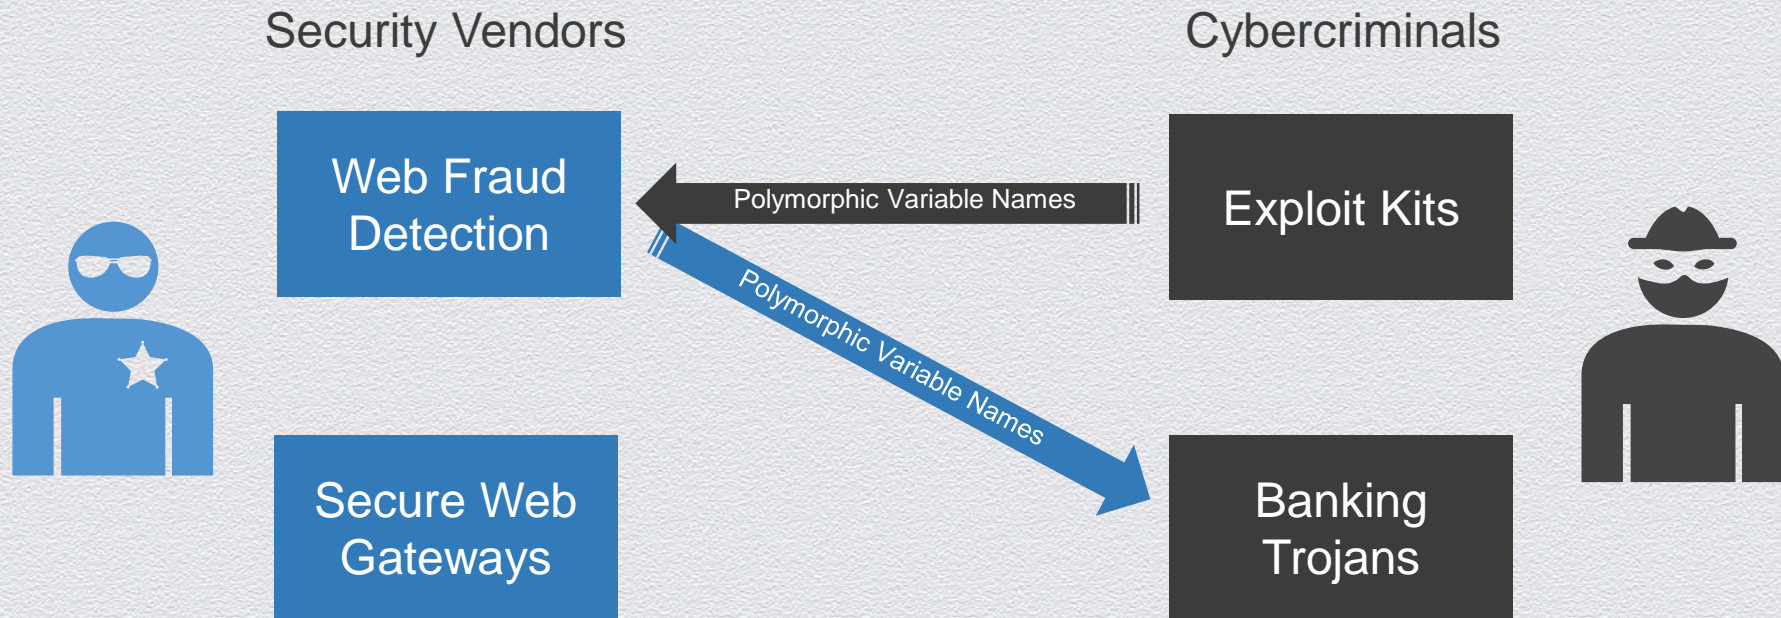 Security Vendors
Cybercriminals
Web Fraud
Detection
Polymorphic Variable Names
Exploit Kits
Polymorphic Variable Names
Secure Web
Gateways
Banking
Trojans